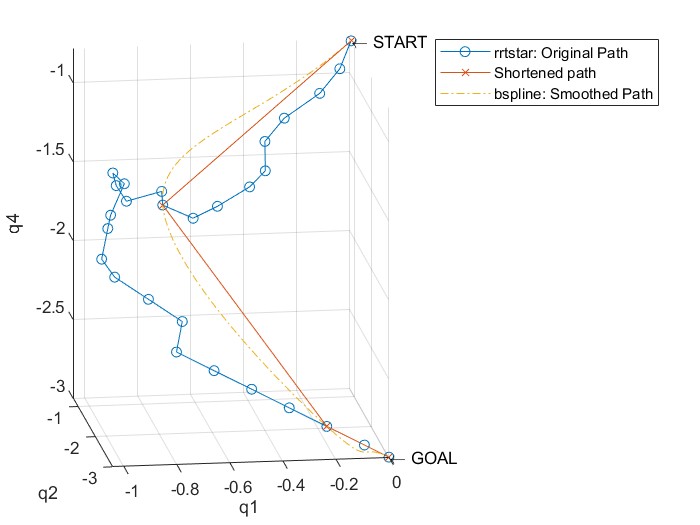 START
rrtstar: Original Path
Shortened path
bspline: Smoothed Path
-1
-1.5
q4
-2
-2.5
-3
-1
-2
-3
q2
-1
-0.8
-0.6
-0.4
-0.2
0
q1
GOAL